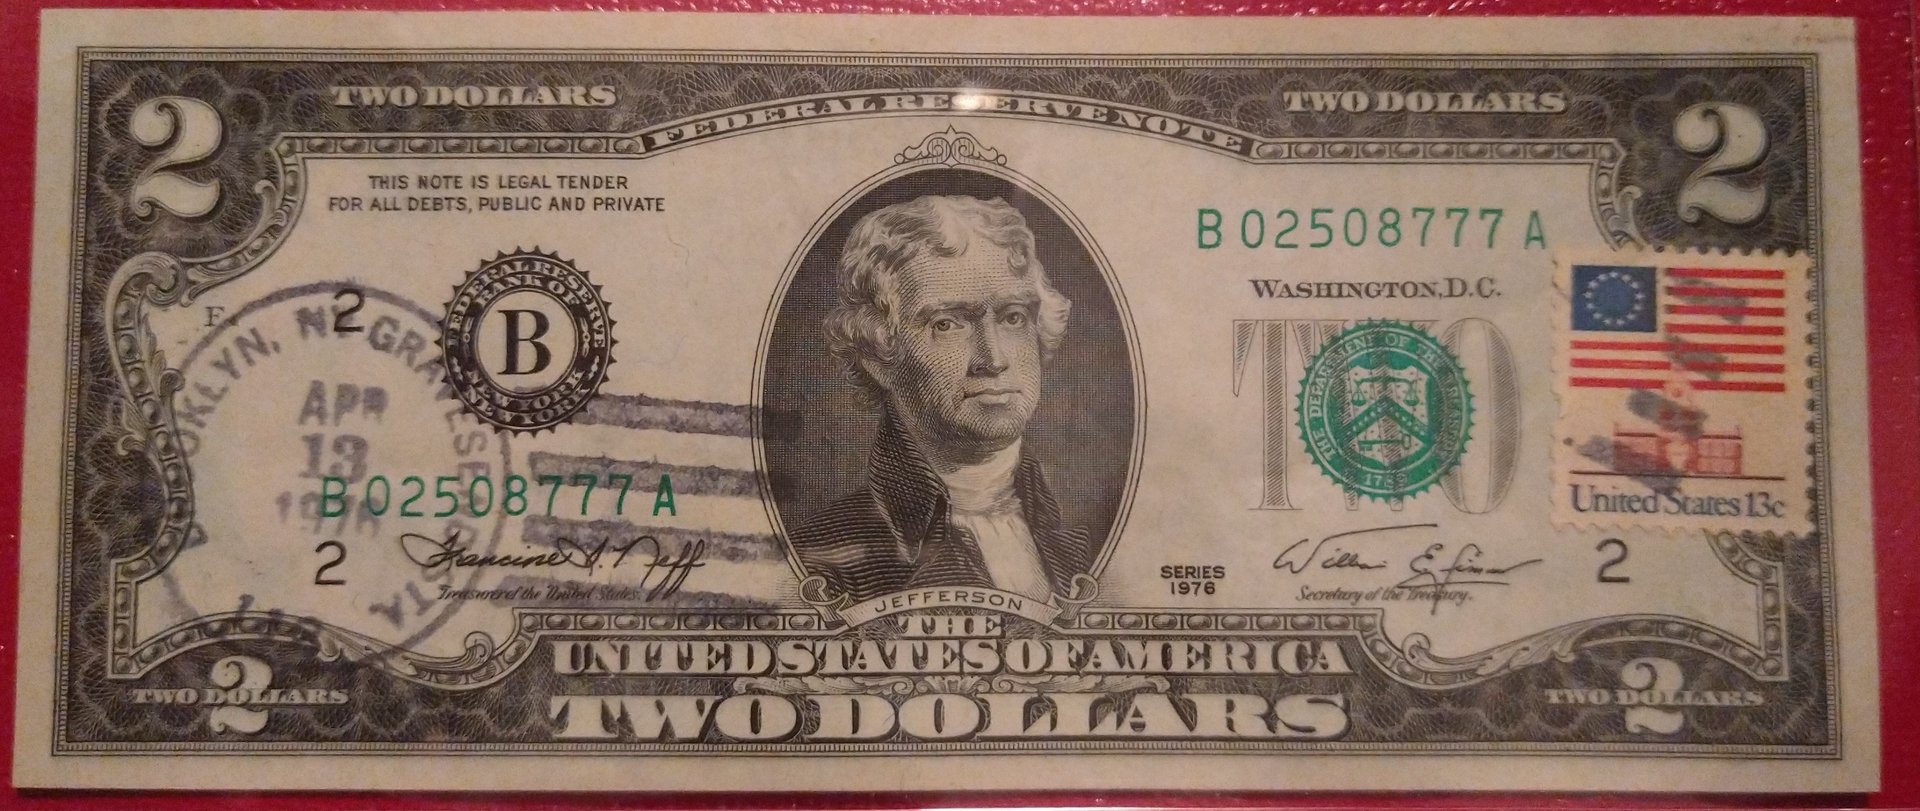 2 TWO DOLLARS FEDERAL RESERVE NOTE TWO DOLLARS 2
THIS NOTE IS LEGAL TENDER
FOR ALL DEBTS, PUBLIC AND PRIVATE
B 02508777 A
WASHINGTON, D.C.
F 2
FEDERAL RESERVE
BANK OF
B
NEW YORK
NEW YORK
TWO
THE DEPARTMENT OF THE TREASURY
1789
United States 13c
APR
13
1976
B 02508777 A
2
Francine I. Neff
Treasurer of the United States.
SERIES
1976
Secretary of the Treasury.
2
JEFFERSON
THE
UNITED STATES OF AMERICA
TWO DOLLARS 2
TWO DOLLARS
TWO DOLLARS 2